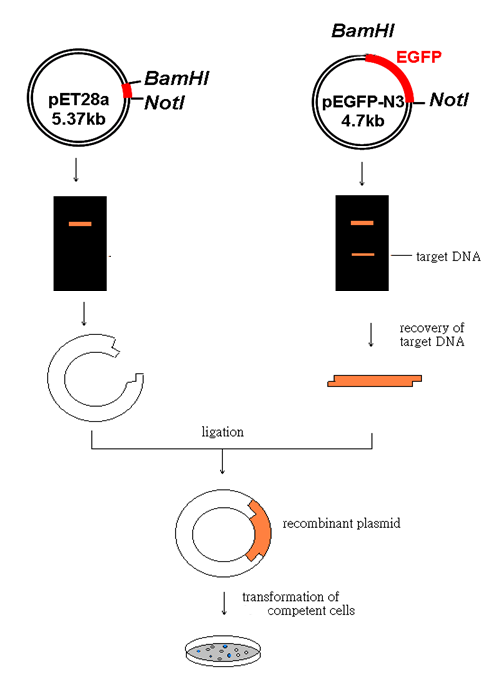 BamHI
EGFP
BamHI
pET28a
NotI
5.37kb
pEGFP-N3
NotI
4.7kb
target DNA
recovery of
target DNA
ligation
recombinant plasmid
transformation of
competent cells